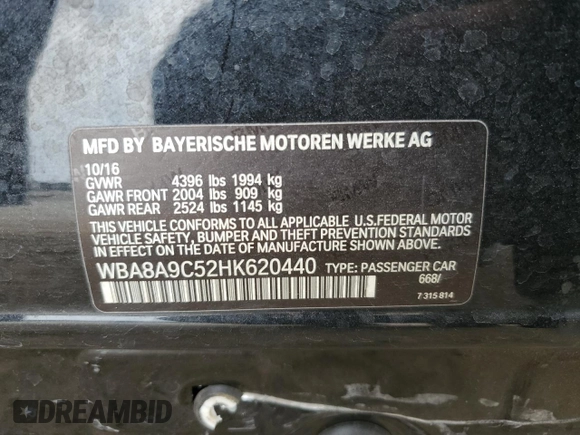 MFD BY BAYERISCHE MOTOREN WERKE AG
10/16
GVWR 4396 lbs 1994 kg
GAWR FRONT 2004 lbs 909 kg
GAWR REAR 2524 lbs 1145 kg
THIS VEHICLE CONFORMS TO ALL APPLICABLE U.S.FEDERAL MOTOR
VEHICLE SAFETY, BUMPER AND THEFT PREVENTION STANDARDS
IN EFFECT ON THE DATE OF MANUFACTURE SHOWN ABOVE.
WBA8A9C52HK620440 TYPE: PASSENGER CAR
668/
7 315 814
DREAMBID